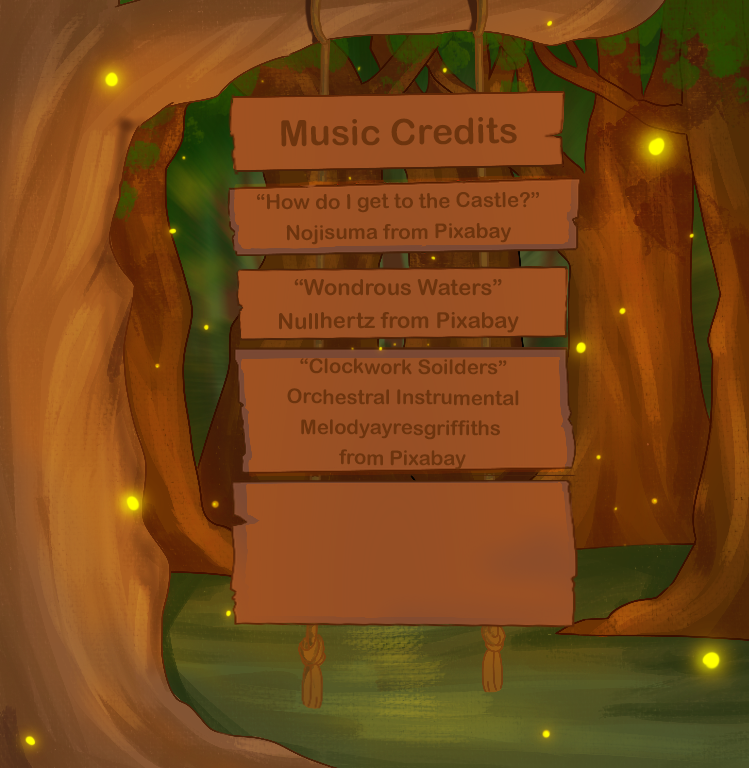 Music Credits
“How do I get to the Castle?”
Nojisuma from Pixabay
“Wondrous Waters”
Nullhertz from Pixabay
“Clockwork Soilders”
Orchestral Instrumental
Melodyayresgriffiths
from Pixabay